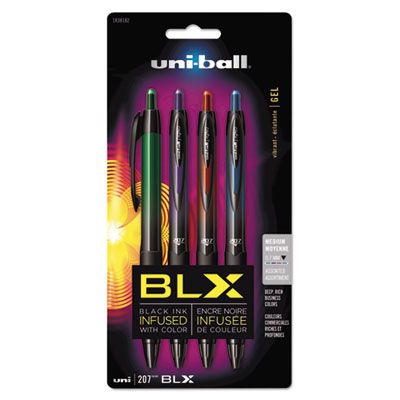 uni-ball
GEL
vibrant • éclatante
MEDIUM
MOYENNE
0.7 MM
ASSORTED
ASSORTIMENT
DEEP, RICH
BUSINESS
COLORS
COULEURS
COMMERCIALES
RICHES ET
PROFONDES
BLX
BLACK INK
INFUSED
WITH COLOR
ENCRE NOIRE
INFUSÉE
DE COULEUR
uni 207 BLX